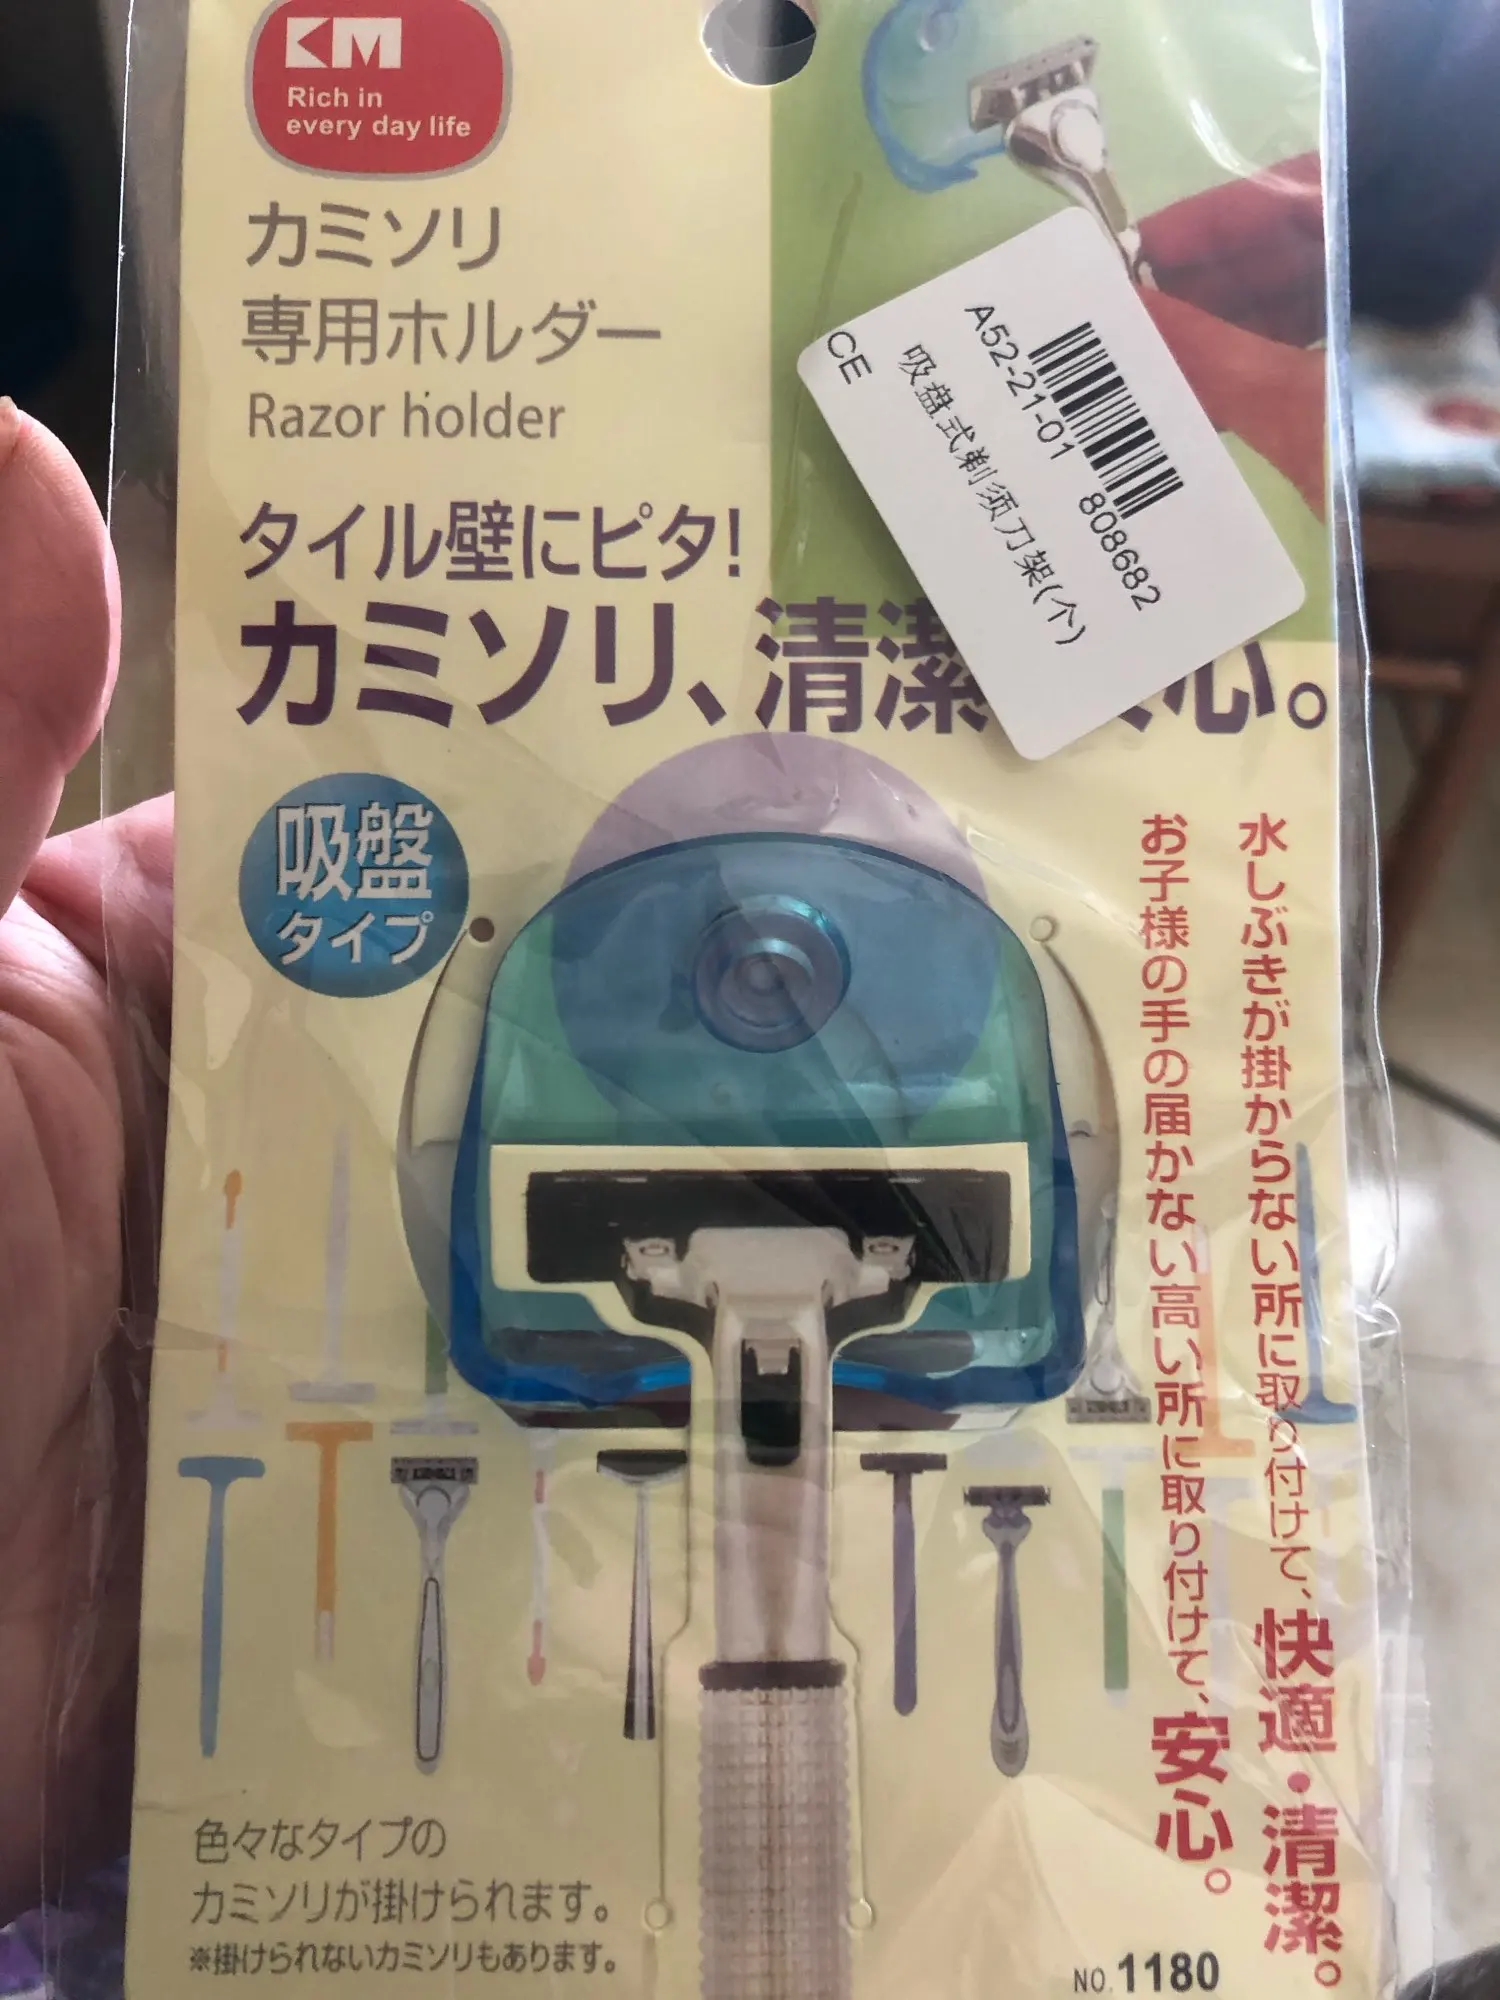 KM
Rich in
every day life
カミソリ
専用ホルダー
Razor holder
A52-21-01 808682
吸盘式剃须刀架(个)
CE
タイル壁にピタ!
カミソリ、清潔 心。
吸盤
タイプ
水しぶきが掛からない所に取り付けて、快適・清潔。
お子様の手の届かない高い所に取り付けて、安心。
色々なタイプの
カミソリが掛けられます。
※掛けられないカミソリもあります。
NO.1180